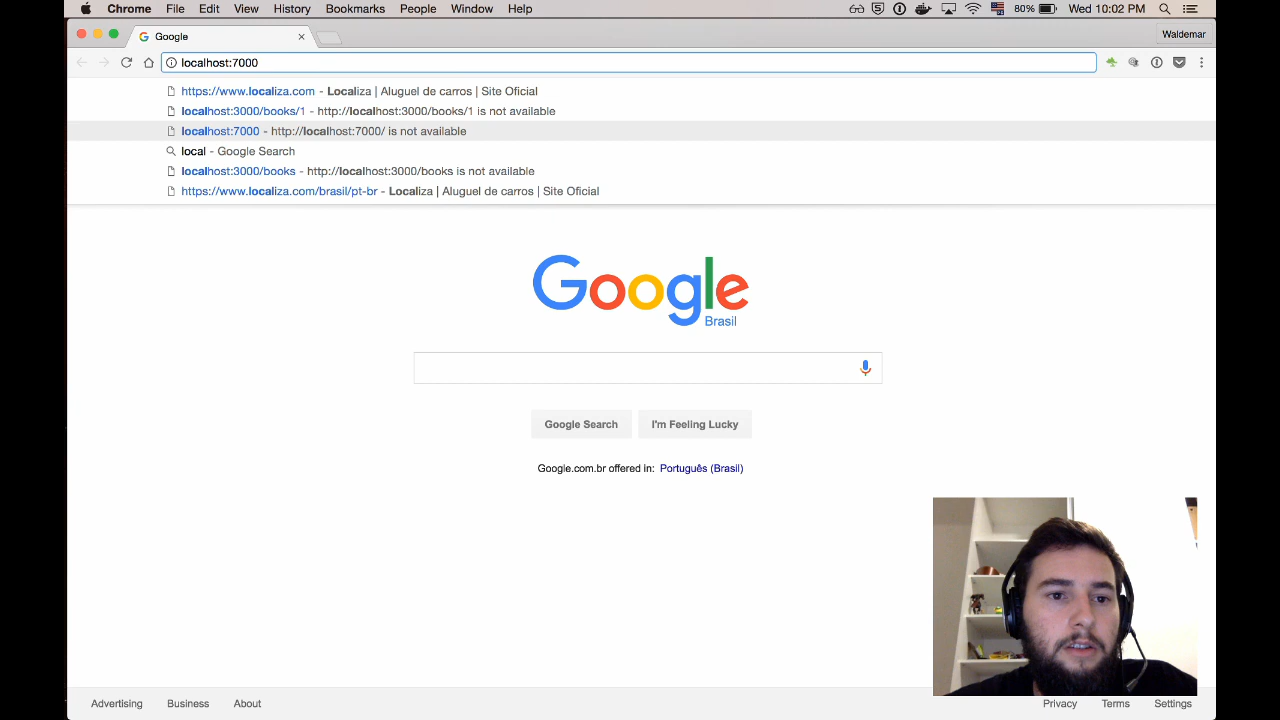 Chrome File Edit View History Bookmarks People Window Help 80% Wed 10:02 PM
Google Waldemar
localhost:7000
https://www.localiza.com - Localiza | Aluguel de carros | Site Oficial
localhost:3000/books/1 - http://localhost:3000/books/1 is not available
localhost:7000 - http://localhost:7000/ is not available
local - Google Search
localhost:3000/books - http://localhost:3000/books is not available
https://www.localiza.com/brasil/pt-br - Localiza | Aluguel de carros | Site Oficial
Google
Brasil
Google Search I'm Feeling Lucky
Google.com.br offered in: Português (Brasil)
Advertising Business About Privacy Terms Settings